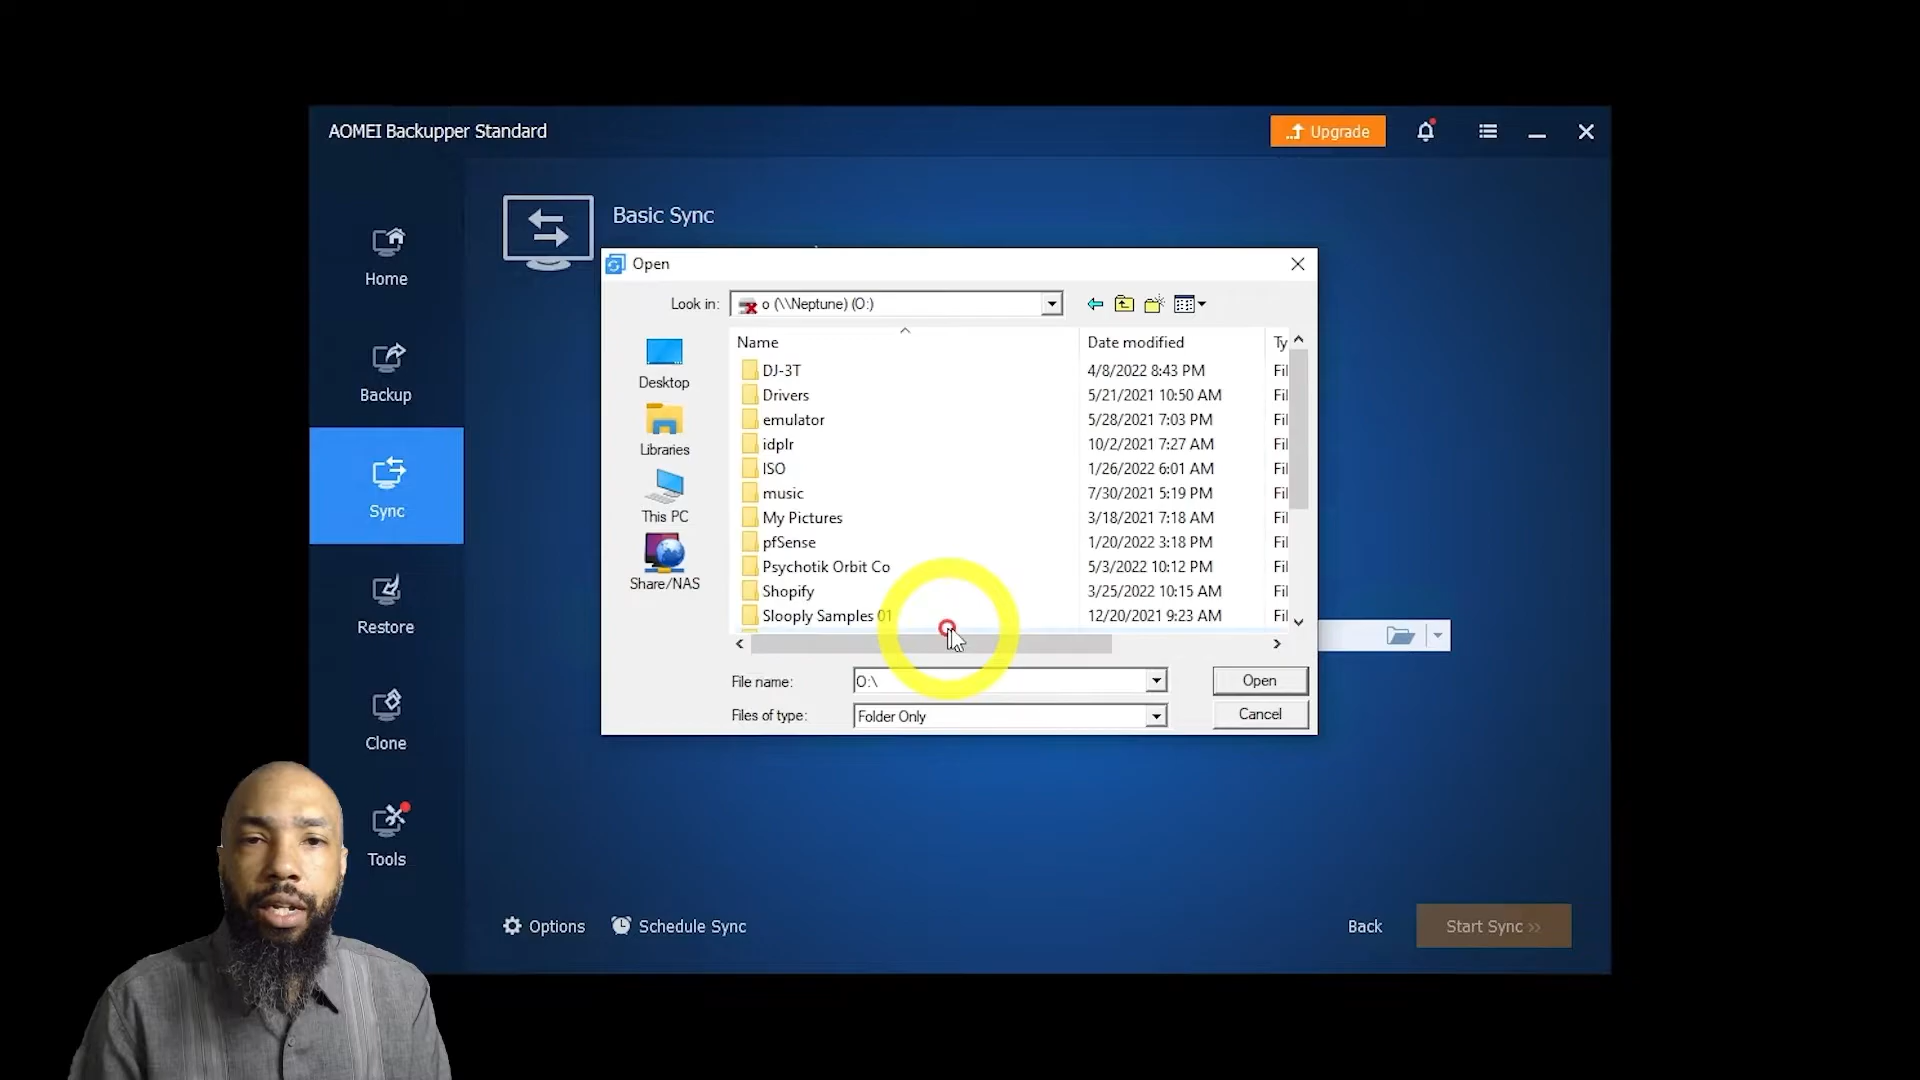 AOMEI Backupper Standard
Upgrade
Home
Backup
Sync
Restore
Clone
Tools
Basic Sync
Open
Look in:
o (\\Neptune) (O:)
Desktop
Libraries
This PC
Share/NAS
Name Date modified Ty
DJ-3T 4/8/2022 8:43 PM Fil
Drivers 5/21/2021 10:50 AM Fil
emulator 5/28/2021 7:03 PM Fil
idplr 10/2/2021 7:27 AM Fil
ISO 1/26/2022 6:01 AM Fil
music 7/30/2021 5:19 PM Fil
My Pictures 3/18/2021 7:18 AM Fil
pfSense 1/20/2022 3:18 PM Fil
Psychotik Orbit Co 5/3/2022 10:12 PM Fil
Shopify 3/25/2022 10:15 AM Fil
Slooply Samples 01 12/20/2021 9:23 AM Fil
File name: O:\
Open
Files of type: Folder Only
Cancel
Options
Schedule Sync
Back
Start Sync >>